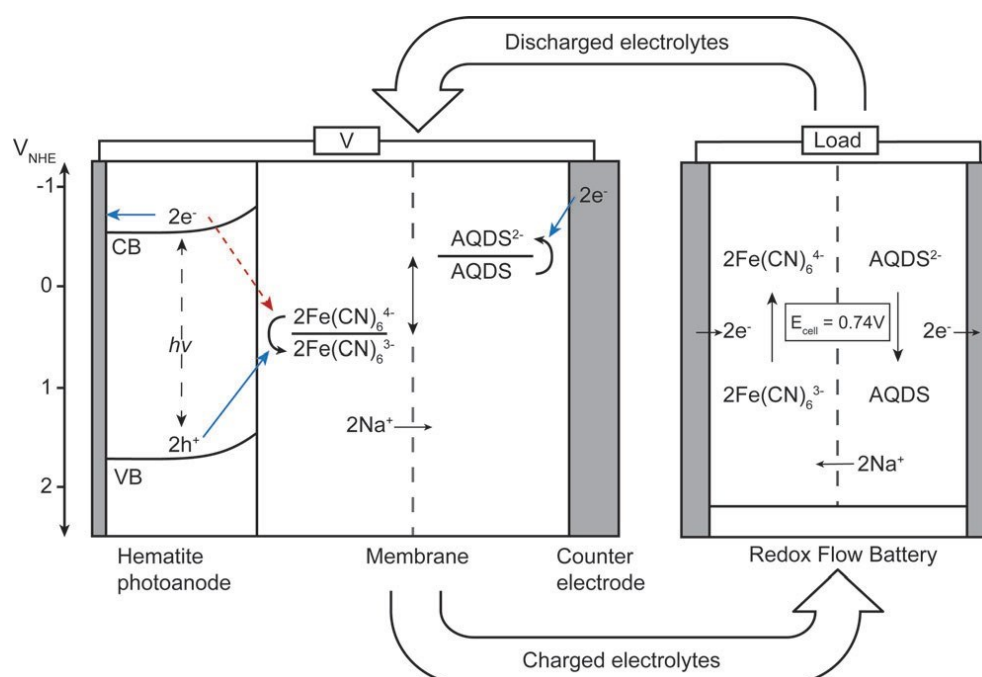 Discharged electrolytes
V
Load
V_NHE
-1
0
1
2
2e⁻
CB
hν
2h⁺
VB
2Fe(CN)₆⁴⁻
2Fe(CN)₆³⁻
AQDS²⁻
AQDS
2e⁻
2Na⁺
2Fe(CN)₆⁴⁻
AQDS²⁻
E_cell = 0.74V
2e⁻
2e⁻
2Fe(CN)₆³⁻
AQDS
2Na⁺
Hematite
photoanode
Membrane
Counter
electrode
Redox Flow Battery
Charged electrolytes